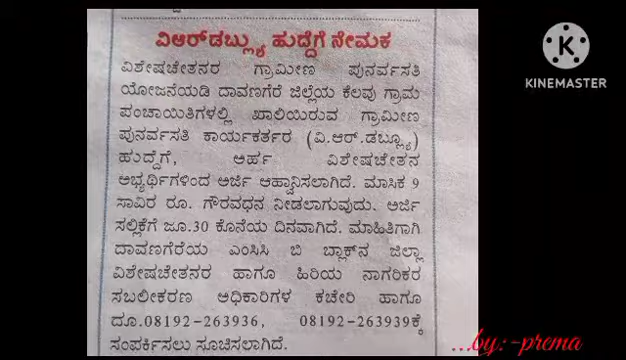 ವಿಆರ್‌ಡಬ್ಲ್ಯು ಹುದ್ದೆಗೆ ನೇಮಕ
ವಿಶೇಷಚೇತನರ ಗ್ರಾಮೀಣ ಪುನರ್ವಸತಿ
ಯೋಜನೆಯಡಿ ದಾವಣಗೆರೆ ಜಿಲ್ಲೆಯ ಕೆಲವು ಗ್ರಾಮ
ಪಂಚಾಯಿತಿಗಳಲ್ಲಿ ಖಾಲಿಯಿರುವ ಗ್ರಾಮೀಣ
ಪುನರ್ವಸತಿ ಕಾರ್ಯಕರ್ತರ (ವಿ.ಆರ್.ಡಬ್ಲ್ಯೂ)
ಹುದ್ದೆಗೆ, ಅರ್ಹ ವಿಶೇಷಚೇತನ
ಅಭ್ಯರ್ಥಿಗಳಿಂದ ಅರ್ಜಿ ಆಹ್ವಾನಿಸಲಾಗಿದೆ. ಮಾಸಿಕ 9
ಸಾವಿರ ರೂ. ಗೌರವಧನ ನೀಡಲಾಗುವುದು. ಅರ್ಜಿ
ಸಲ್ಲಿಕೆಗೆ ಜೂ.30 ಕೊನೆಯ ದಿನವಾಗಿದೆ. ಮಾಹಿತಿಗಾಗಿ
ದಾವಣಗೆರೆಯ ಎಂಸಿಸಿ ಬಿ ಬ್ಲಾಕ್‌ನ ಜಿಲ್ಲಾ
ವಿಶೇಷಚೇತನರ ಹಾಗೂ ಹಿರಿಯ ನಾಗರಿಕರ
ಸಬಲೀಕರಣ ಅಧಿಕಾರಿಗಳ ಕಚೇರಿ ಹಾಗೂ
ದೂ.08192-263936, 08192-263939ಕ್ಕೆ
ಸಂಪರ್ಕಿಸಲು ಸೂಚಿಸಲಾಗಿದೆ.
KINEMASTER
...by:-prema